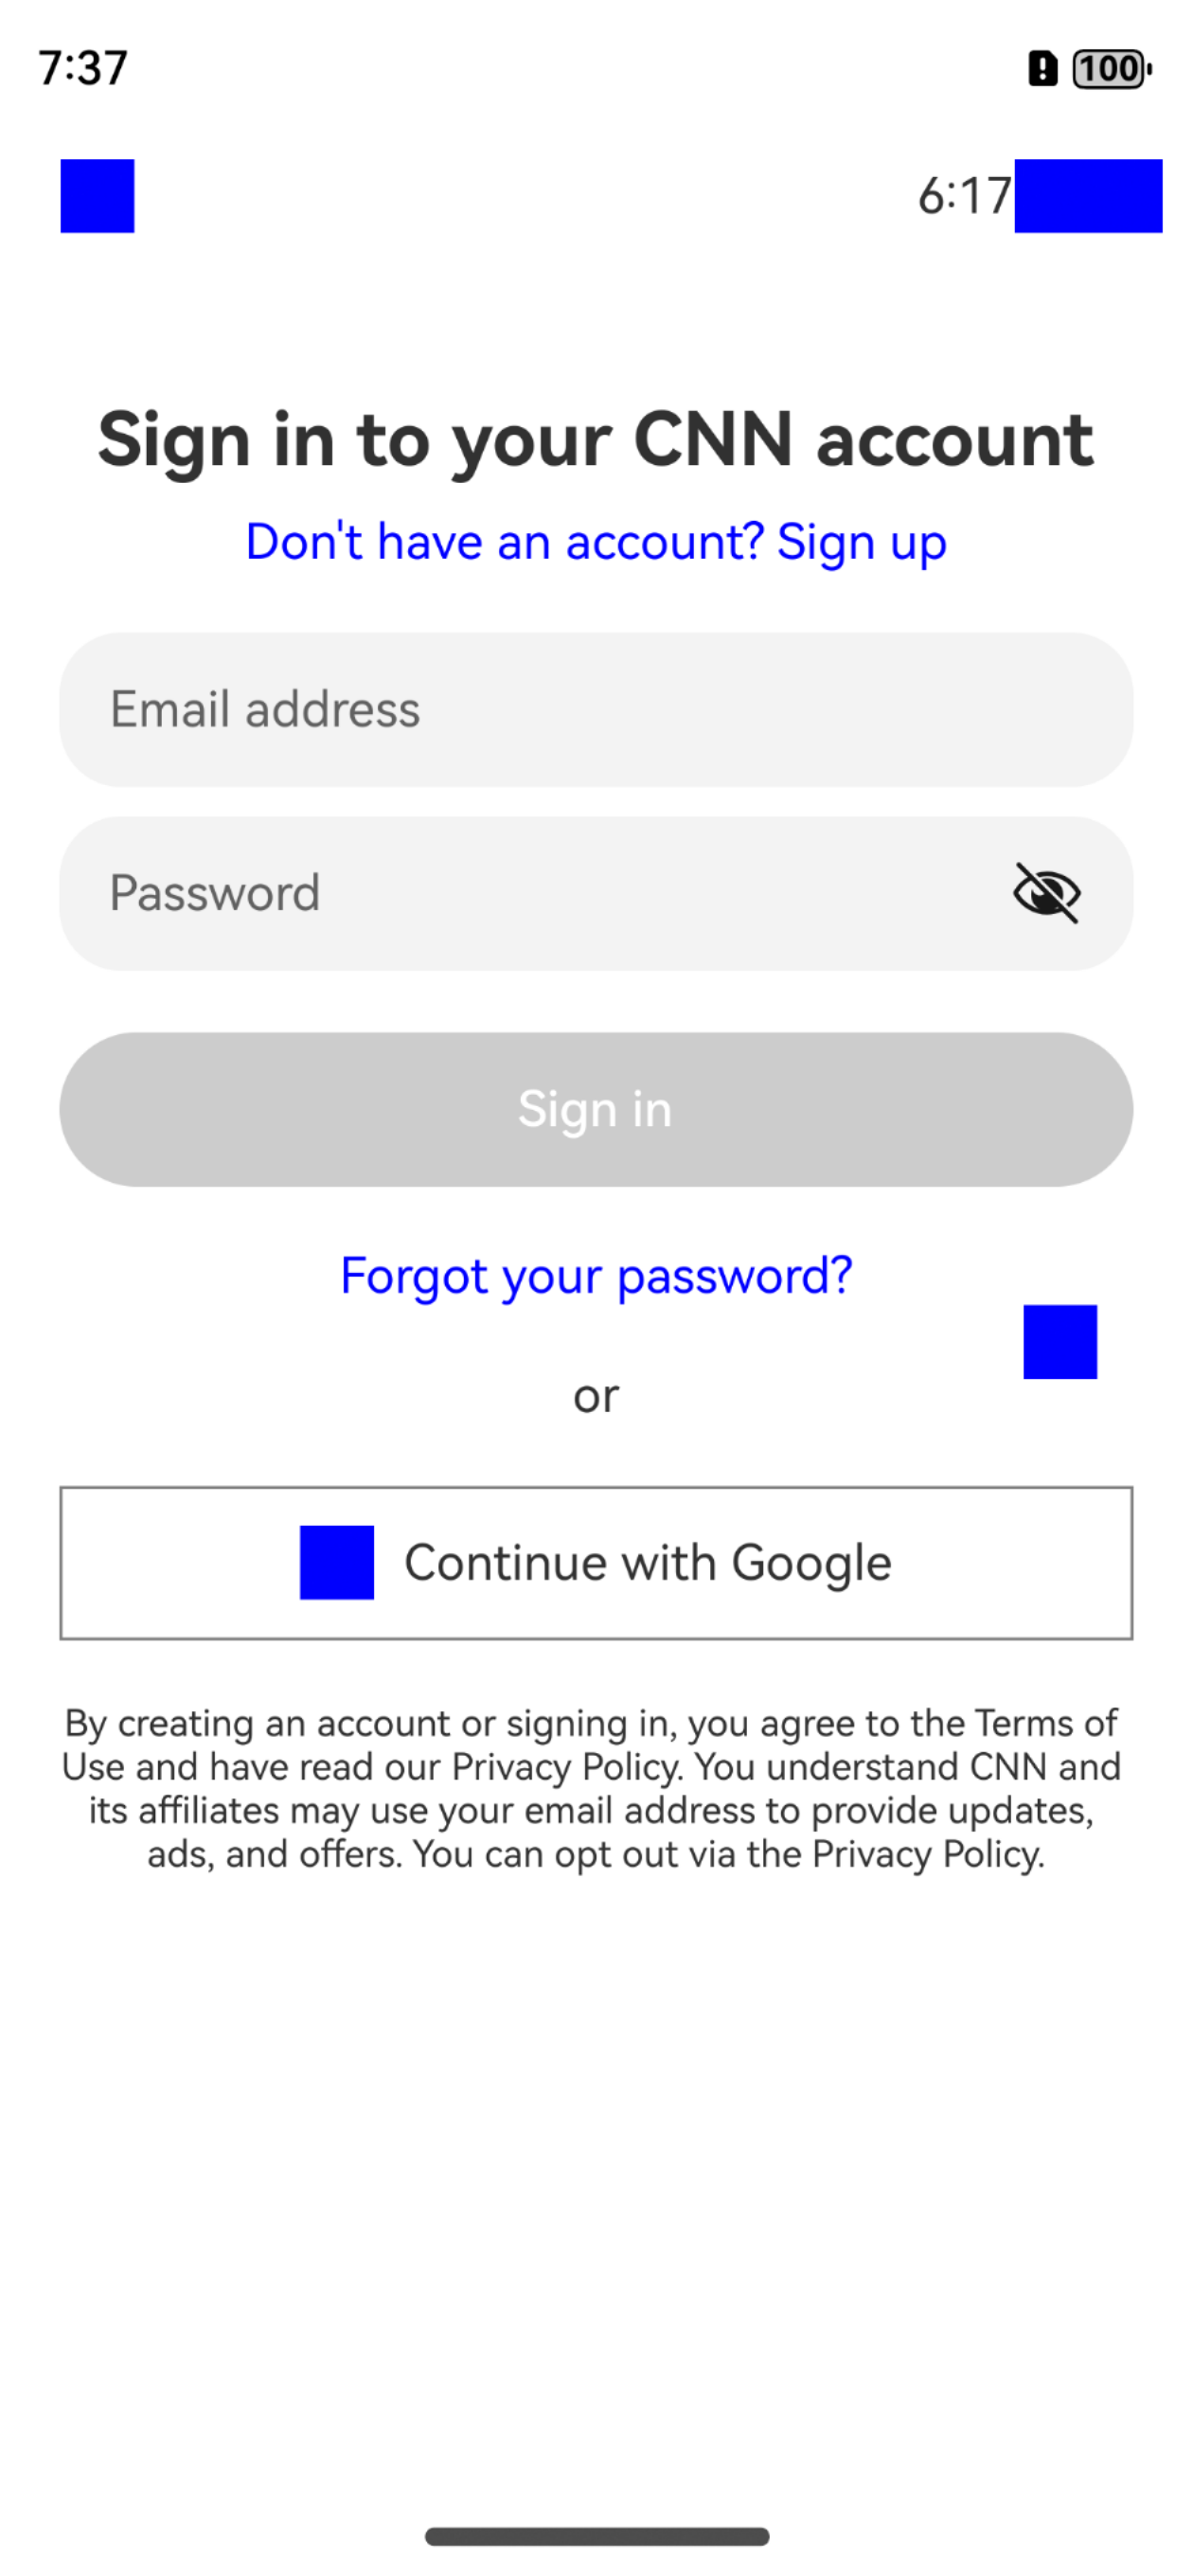 7:37
100
6:17
Sign in to your CNN account
Don't have an account? Sign up
Email address
Password
Sign in
Forgot your password?
or
Continue with Google
By creating an account or signing in, you agree to the Terms of
Use and have read our Privacy Policy. You understand CNN and
its affiliates may use your email address to provide updates,
ads, and offers. You can opt out via the Privacy Policy.